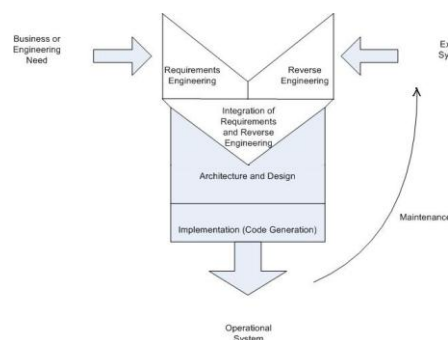 Business or
Engineering
Need
Requirements
Engineering
Reverse
Engineering
Integration of
Requirements
and Reverse
Engineering
Architecture and Design
Implementation (Code Generation)
Maintenance
Operational
System